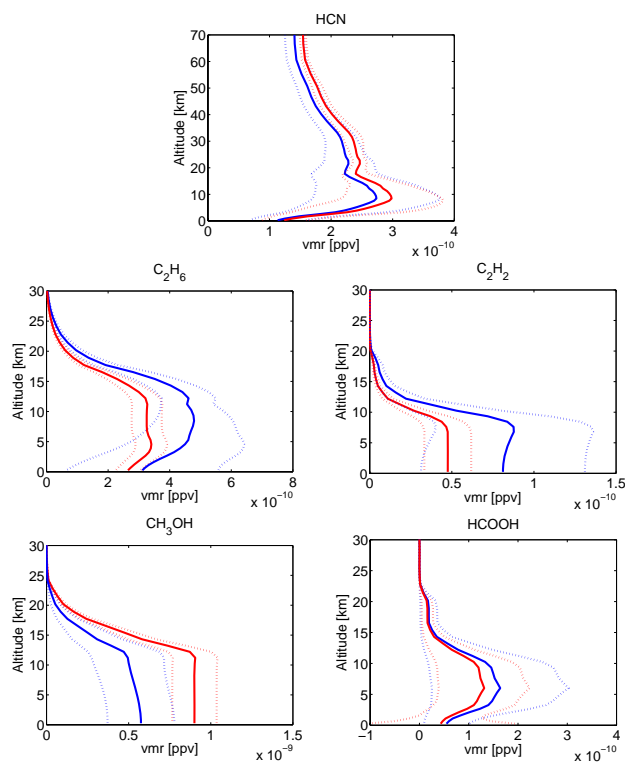 HCN
70
60
50
40
30
20
10
0
Altitude [km]
0 1 2 3 4
vmr [ppv]
x 10⁻¹⁰
C₂H₆
30
25
20
15
10
5
0
Altitude [km]
0 2 4 6 8
vmr [ppv]
x 10⁻¹⁰
C₂H₂
30
25
20
15
10
5
0
Altitude [km]
0 0.5 1 1.5
vmr [ppv]
x 10⁻¹⁰
CH₃OH
30
25
20
15
10
5
0
Altitude [km]
0 0.5 1 1.5
vmr [ppv]
x 10⁻⁹
HCOOH
30
25
20
15
10
5
0
Altitude [km]
−1 0 1 2 3 4
vmr [ppv]
x 10⁻¹⁰